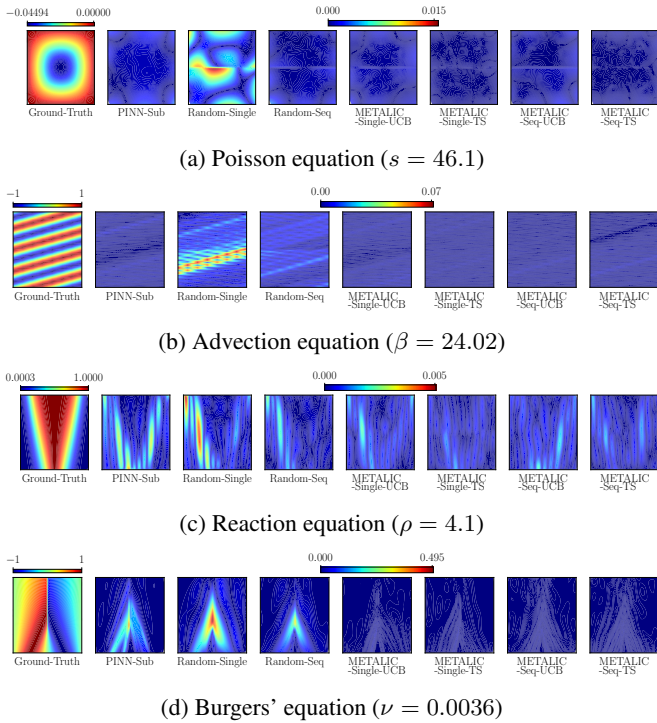 −0.04494 0.00000 0.000 0.015
Ground-Truth PINN-Sub Random-Single Random-Seq METALIC METALIC METALIC METALIC
-Single-UCB -Single-TS -Seq-UCB -Seq-TS
(a) Poisson equation (s = 46.1)
−1 1 0.00 0.07
Ground-Truth PINN-Sub Random-Single Random-Seq METALIC METALIC METALIC METALIC
-Single-UCB -Single-TS -Seq-UCB -Seq-TS
(b) Advection equation (β = 24.02)
0.0003 1.0000 0.000 0.005
Ground-Truth PINN-Sub Random-Single Random-Seq METALIC METALIC METALIC METALIC
-Single-UCB -Single-TS -Seq-UCB -Seq-TS
(c) Reaction equation (ρ = 4.1)
−1 1 0.000 0.495
Ground-Truth PINN-Sub Random-Single Random-Seq METALIC METALIC METALIC METALIC
-Single-UCB -Single-TS -Seq-UCB -Seq-TS
(d) Burgers' equation (ν = 0.0036)